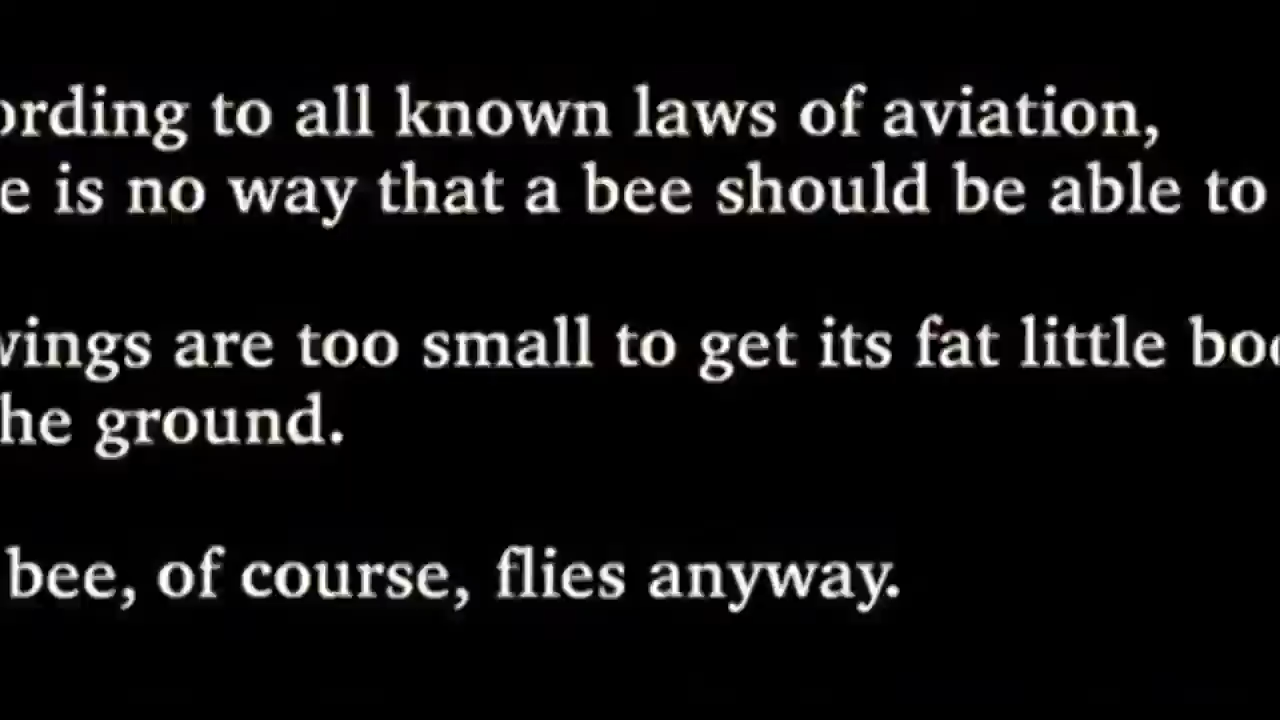 ording to all known laws of aviation,
e is no way that a bee should be able to
wings are too small to get its fat little bo
he ground.
bee, of course, flies anyway.